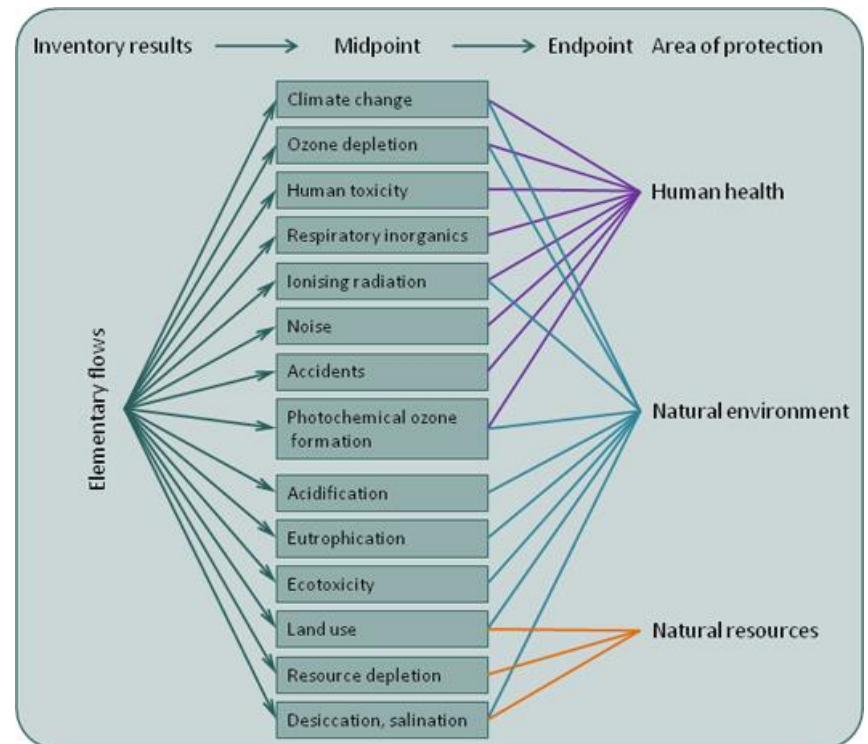 Inventory results Midpoint Endpoint Area of protection
Climate change
Ozone depletion
Human toxicity
Respiratory inorganics
Ionising radiation
Noise
Accidents
Photochemical ozone
formation
Acidification
Eutrophication
Ecotoxicity
Land use
Resource depletion
Desiccation, salination
Elementary flows
Human health
Natural environment
Natural resources